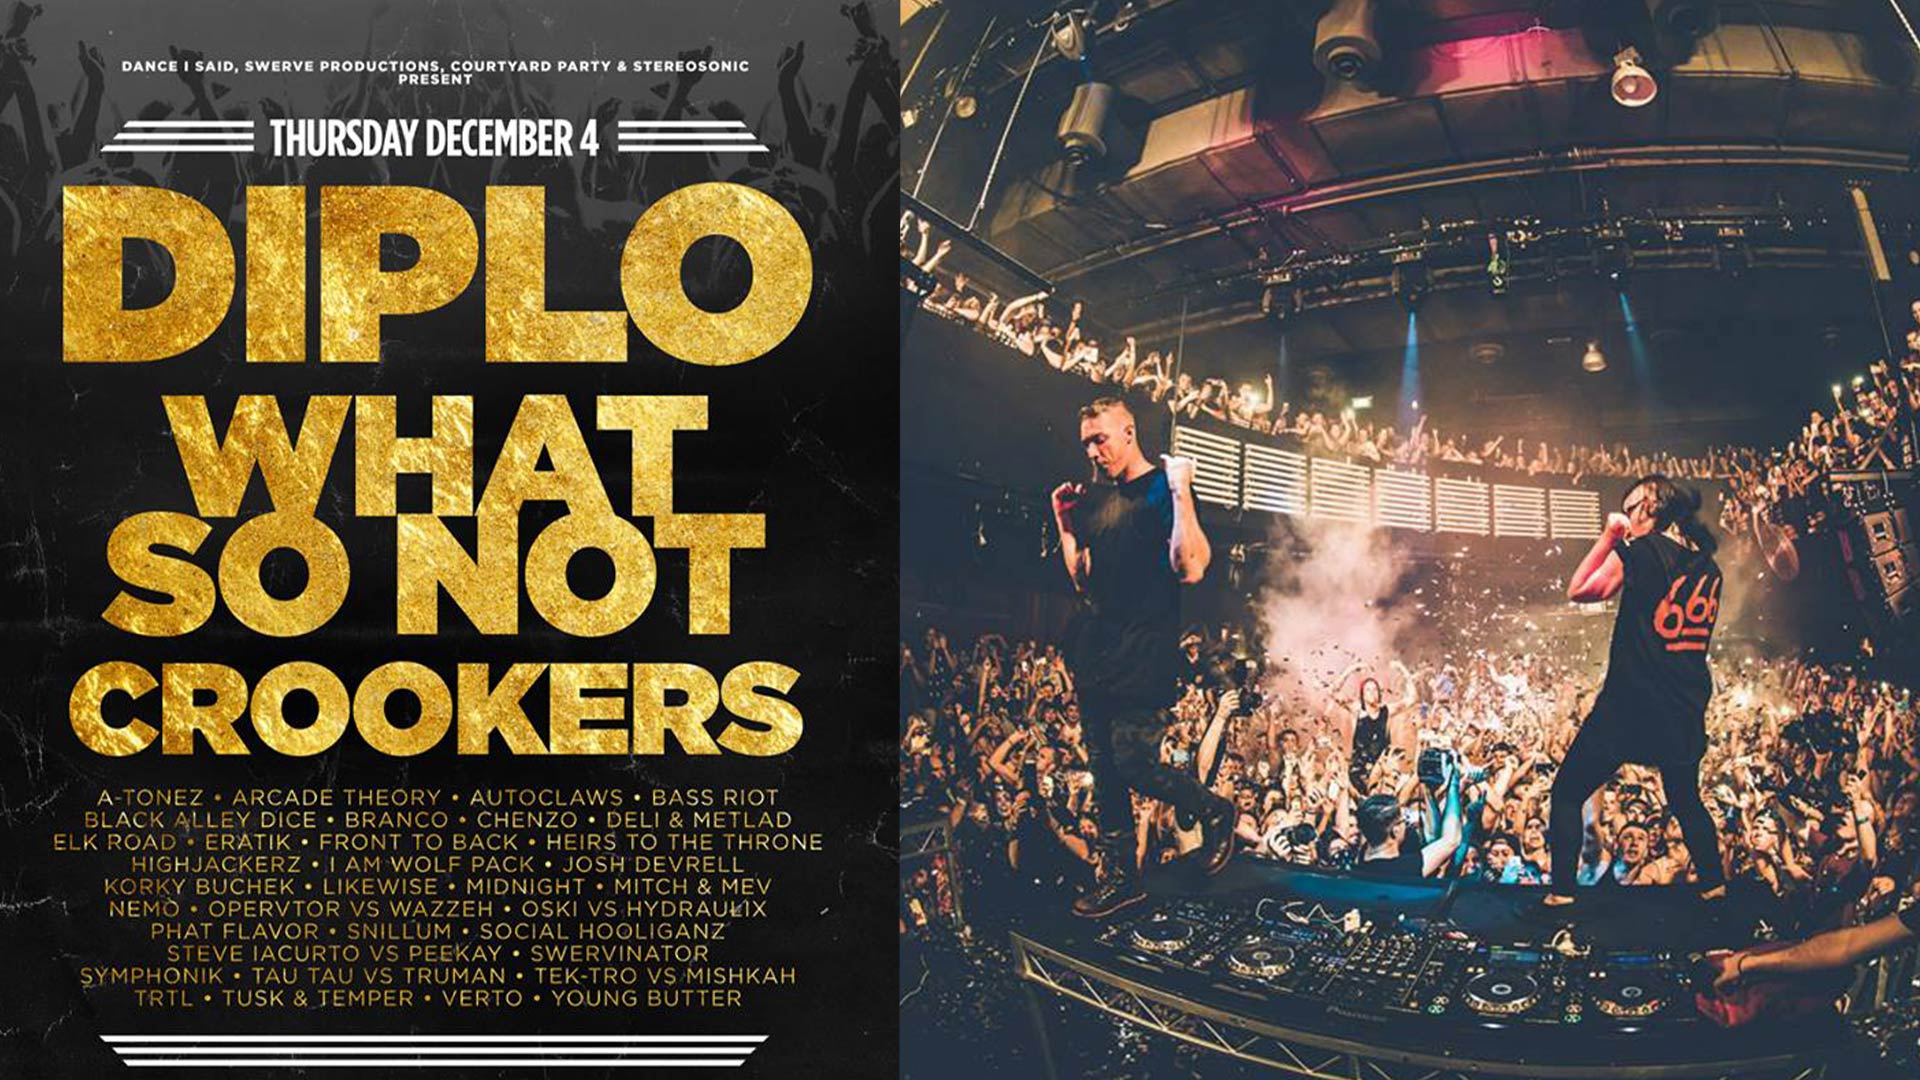 DANCE I SAID, SWERVE PRODUCTIONS, COURTYARD PARTY & STEREOSONIC
PRESENT
THURSDAY DECEMBER 4
DIPLO
WHAT
SO NOT
CROOKERS
A-TONEZ • ARCADE THEORY • AUTOCLAWS • BASS RIOT
BLACK ALLEY DICE • BRANCO • CHENZO • DELI & METLAD
ELK ROAD • ERATIK • FRONT TO BACK • HEIRS TO THE THRONE
HIGHJACKERZ • I AM WOLF PACK • JOSH DEVRELL
KORKY BUCHEK • LIKEWISE • MIDNIGHT • MITCH & MEV
NEMO • OPERVTOR VS WAZZEH • OSKI VS HYDRAUL1X
PHAT FLAVOR • SNILLUM • SOCIAL HOOLIGANZ
STEVE IACURTO VS PEEKAY • SWERVINATOR
SYMPHONIK • TAU TAU VS TRUMAN • TEK-TRO VS MISHKAH
TRTL • TUSK & TEMPER • VERTO • YOUNG BUTTER
666
Pioneer